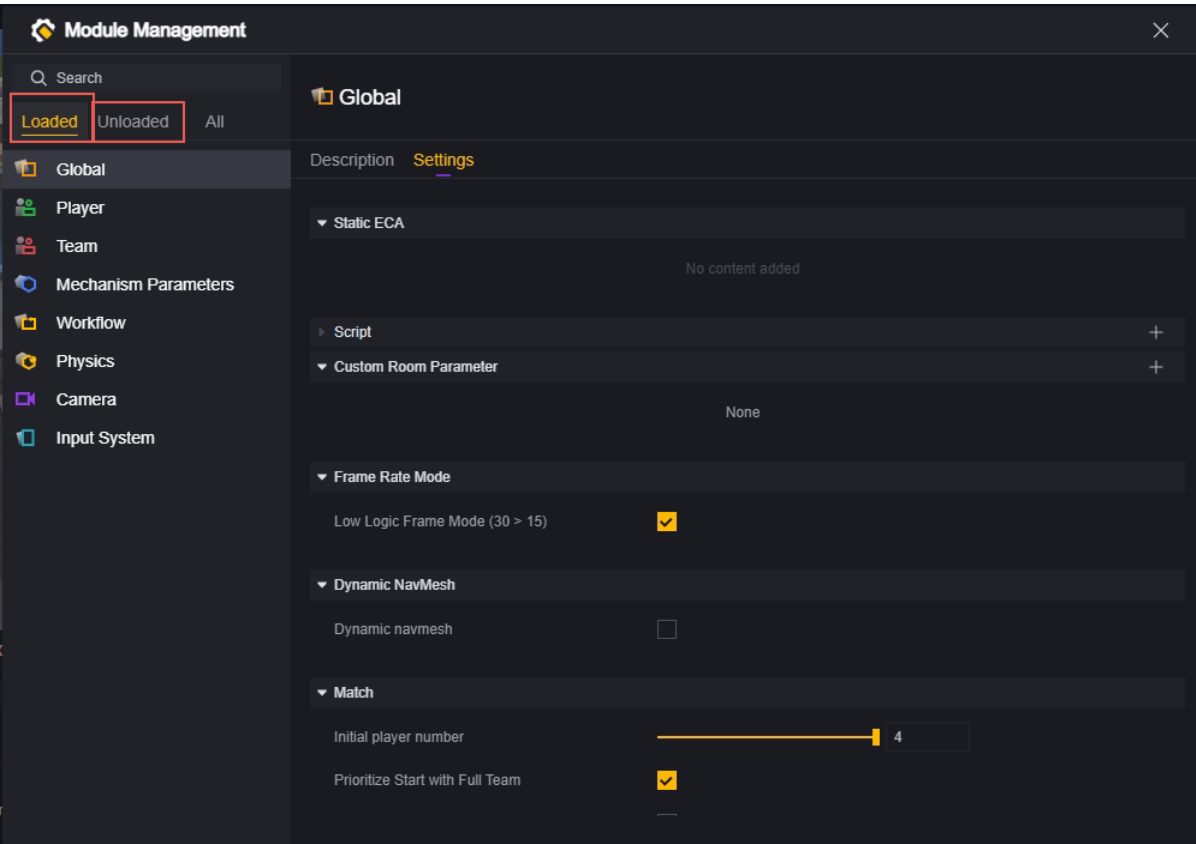 Module Management
Search
Loaded Unloaded All
Global
Player
Team
Mechanism Parameters
Workflow
Physics
Camera
Input System
Global
Description Settings
Static ECA
No content added
Script
Custom Room Parameter
None
Frame Rate Mode
Low Logic Frame Mode (30 > 15)
Dynamic NavMesh
Dynamic navmesh
Match
Initial player number 4
Prioritize Start with Full Team